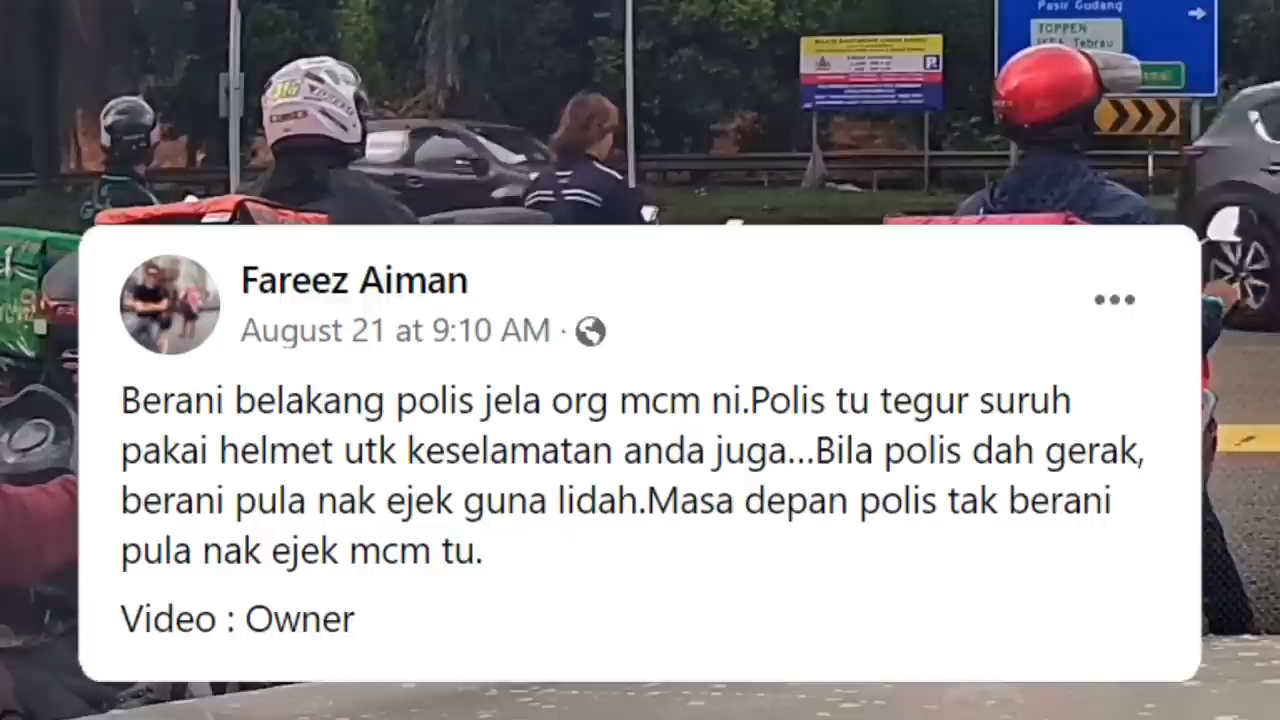 Pasir Gudang
TOPPEN
IKEA Tebrau
Fareez Aiman
August 21 at 9:10 AM ·
Berani belakang polis jela org mcm ni.Polis tu tegur suruh
pakai helmet utk keselamatan anda juga...Bila polis dah gerak,
berani pula nak ejek guna lidah.Masa depan polis tak berani
pula nak ejek mcm tu.
Video : Owner